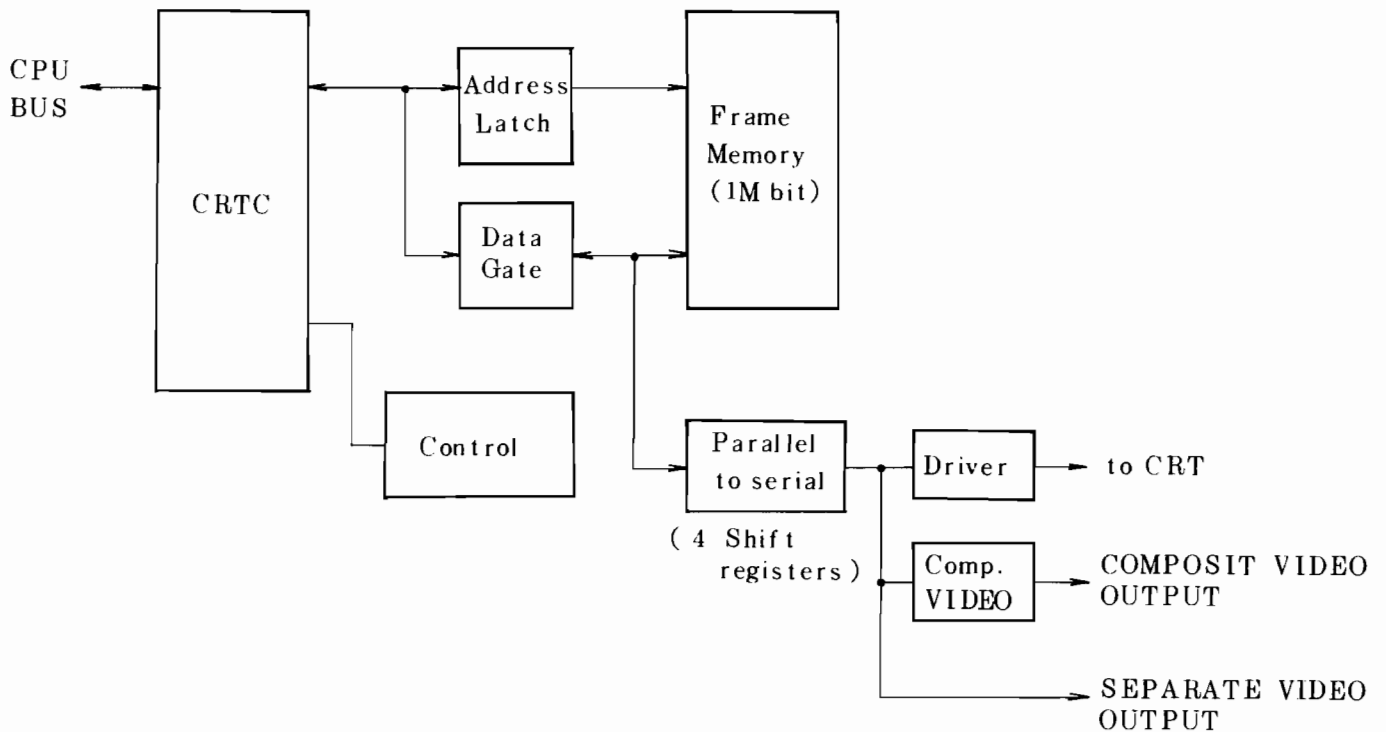 CPU
BUS
CRTC
Address
Latch
Data
Gate
Control
Frame
Memory
(1M bit)
Parallel
to serial
( 4 Shift
registers )
Driver
to CRT
Comp.
VIDEO
COMPOSIT VIDEO
OUTPUT
SEPARATE VIDEO
OUTPUT